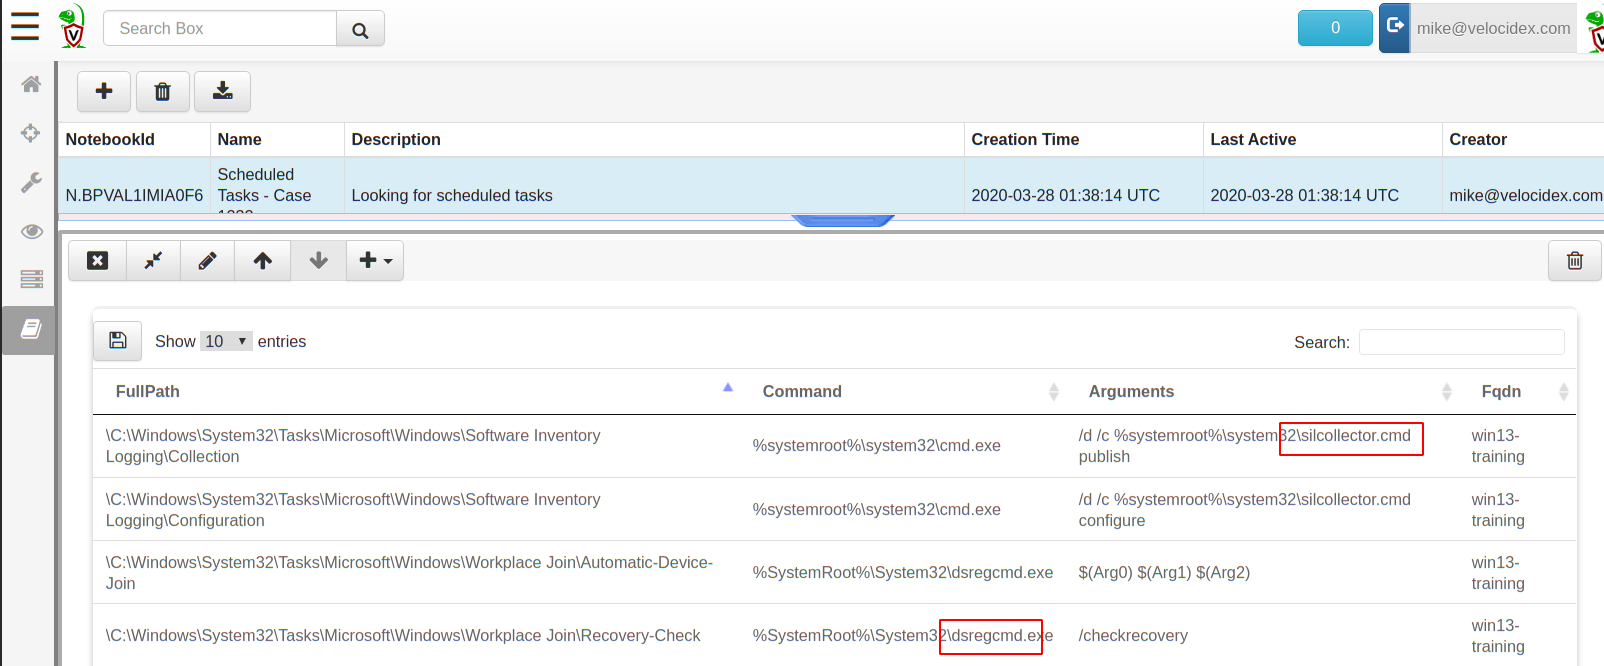 Search Box
0
mike@velocidex.com
NotebookId Name Description Creation Time Last Active Creator
Scheduled
N.BPVAL1IMIA0F6 Tasks - Case Looking for scheduled tasks 2020-03-28 01:38:14 UTC 2020-03-28 01:38:14 UTC mike@velocidex.com
Show 10 entries
Search:
FullPath Command Arguments Fqdn
\C:\Windows\System32\Tasks\Microsoft\Windows\Software Inventory
Logging\Collection
%systemroot%\system32\cmd.exe
/d /c %systemroot%\system32\silcollector.cmd
publish
win13-
training
\C:\Windows\System32\Tasks\Microsoft\Windows\Software Inventory
Logging\Configuration
%systemroot%\system32\cmd.exe
/d /c %systemroot%\system32\silcollector.cmd
configure
win13-
training
\C:\Windows\System32\Tasks\Microsoft\Windows\Workplace Join\Automatic-Device-
Join
%SystemRoot%\System32\dsregcmd.exe
$(Arg0) $(Arg1) $(Arg2)
win13-
training
\C:\Windows\System32\Tasks\Microsoft\Windows\Workplace Join\Recovery-Check
%SystemRoot%\System32\dsregcmd.exe
/checkrecovery
win13-
training